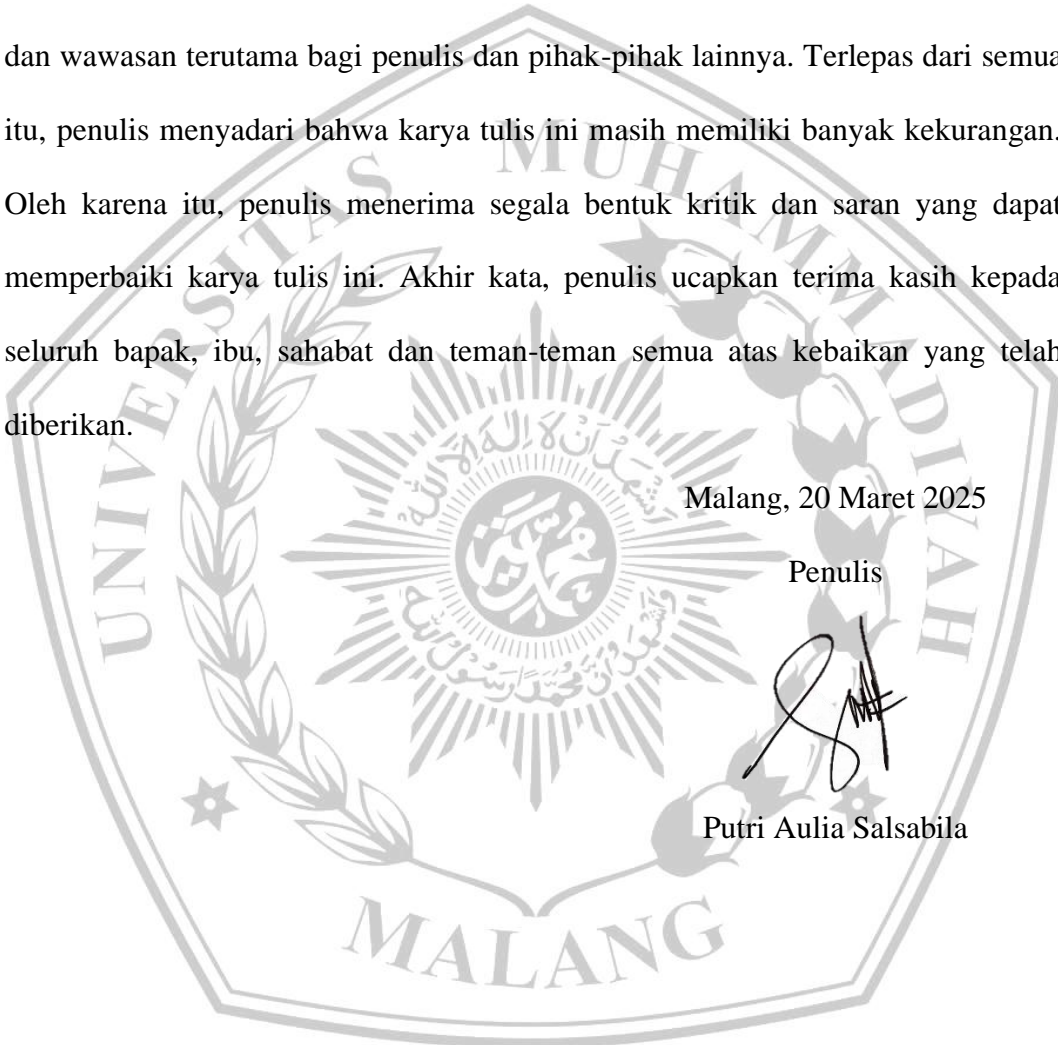 dan wawasan terutama bagi penulis dan pihak-pihak lainnya. Terlepas dari semua
itu, penulis menyadari bahwa karya tulis ini masih memiliki banyak kekurangan.
Oleh karena itu, penulis menerima segala bentuk kritik dan saran yang dapat
memperbaiki karya tulis ini. Akhir kata, penulis ucapkan terima kasih kepada
seluruh bapak, ibu, sahabat dan teman-teman semua atas kebaikan yang telah
diberikan.
Malang, 20 Maret 2025
Penulis
Putri Aulia Salsabila
UNIVERSITAS MUHAMMADIYAH
MALANG